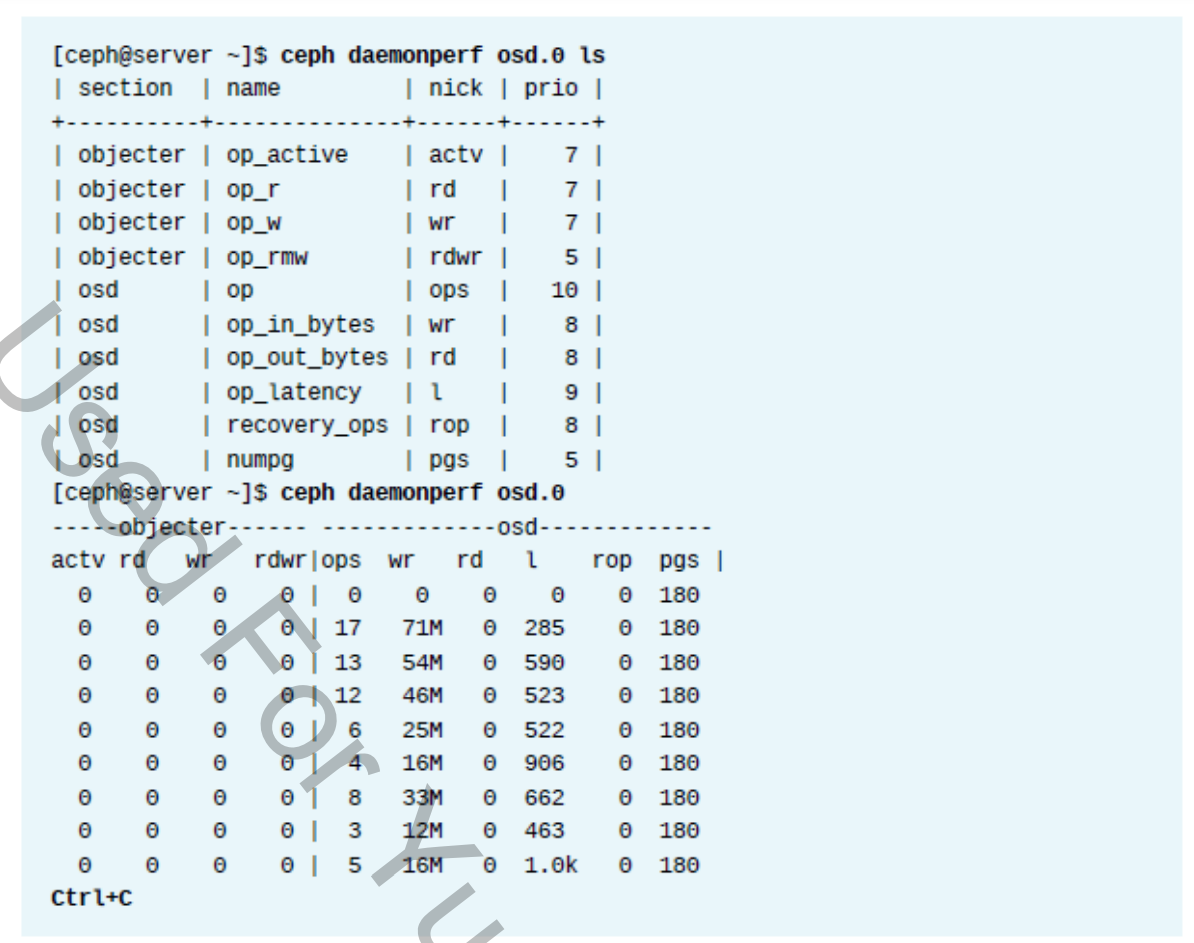 [ceph@server ~]$ ceph daemonperf osd.0 ls
| section  | name         | nick | prio |
+----------+--------------+------+------+
| objecter | op_active    | actv |    7 |
| objecter | op_r         | rd   |    7 |
| objecter | op_w         | wr   |    7 |
| objecter | op_rmw       | rdwr |    5 |
| osd      | op           | ops  |   10 |
| osd      | op_in_bytes  | wr   |    8 |
| osd      | op_out_bytes | rd   |    8 |
| osd      | op_latency   | l    |    9 |
| osd      | recovery_ops | rop  |    8 |
| osd      | numpg        | pgs  |    5 |
[ceph@server ~]$ ceph daemonperf osd.0
-----objecter------ -------------osd-------------
actv rd   wr   rdwr|ops  wr   rd   l    rop  pgs |
  0    0    0    0 |  0    0    0    0    0  180
  0    0    0    0 | 17   71M   0  285    0  180
  0    0    0    0 | 13   54M   0  590    0  180
  0    0    0    0 | 12   46M   0  523    0  180
  0    0    0    0 |  6   25M   0  522    0  180
  0    0    0    0 |  4   16M   0  906    0  180
  0    0    0    0 |  8   33M   0  662    0  180
  0    0    0    0 |  3   12M   0  463    0  180
  0    0    0    0 |  5   16M   0  1.0k   0  180
Ctrl+C
Used For Yu